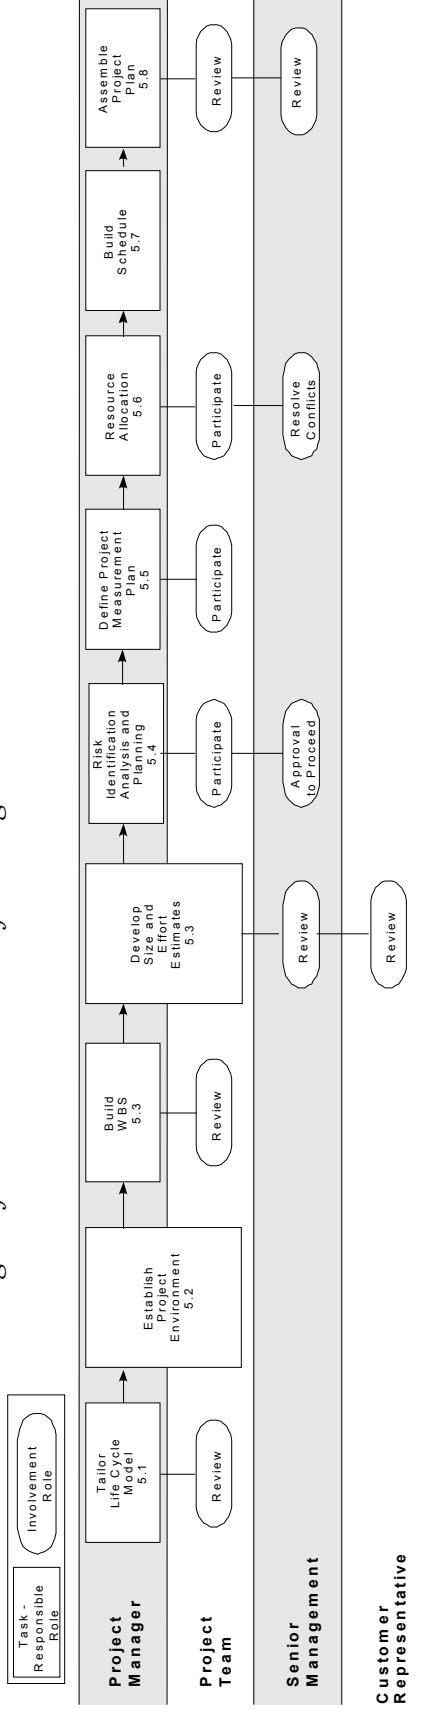 Task -
Responsible
Role
Involvement
Role
Project
Manager
Tailor
Life Cycle
Model
5.1
Establish
Project
Environment
5.2
Build
WBS
5.3
Develop
Size and
Effort
Estimates
5.3
Risk
Identification
Analysis and
Planning
5.4
Define Project
Measurement
Plan
5.5
Resource
Allocation
5.6
Build
Schedule
5.7
Assemble
Project
Plan
5.8
Project
Team
Review
Review
Participate
Participate
Participate
Review
Senior
Management
Review
Approval
to Proceed
Resolve
Conflicts
Review
Customer
Representative
Review